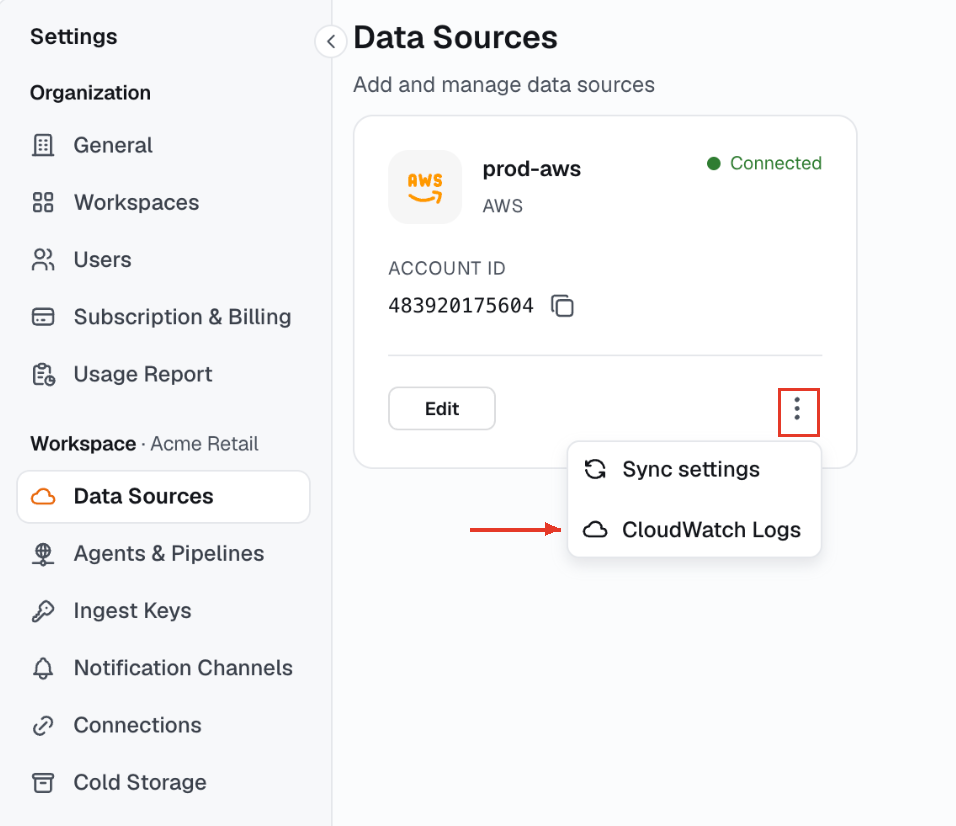 Settings
Organization
General
Workspaces
Users
Subscription & Billing
Usage Report
Workspace · Acme Retail
Data Sources
Agents & Pipelines
Ingest Keys
Notification Channels
Connections
Cold Storage
Data Sources
Add and manage data sources
aws
prod-aws
Connected
AWS
ACCOUNT ID
483920175604
Edit
Sync settings
CloudWatch Logs